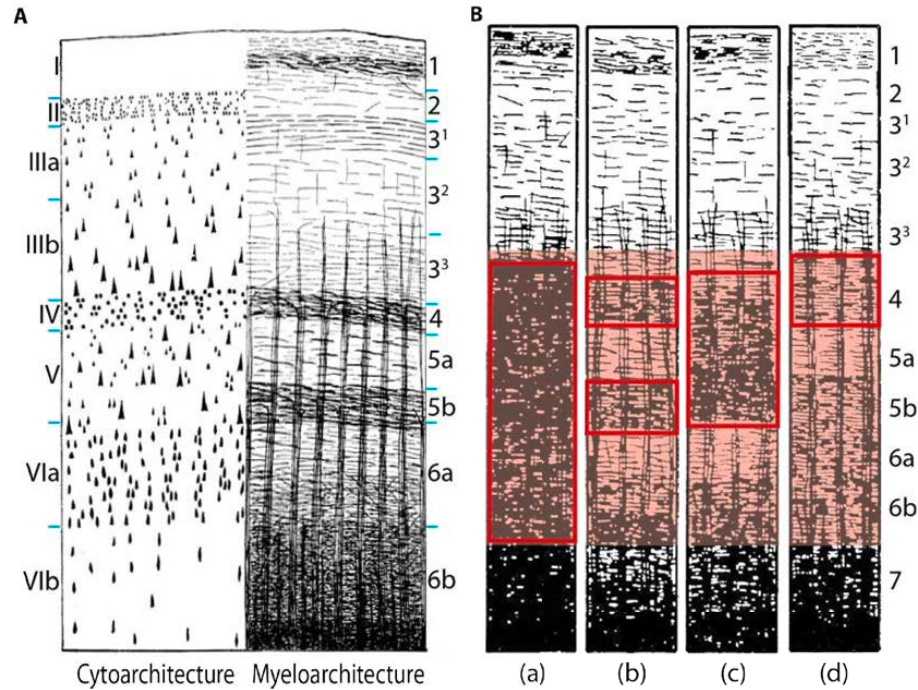 A
I
II
IIIa
IIIb
IV
V
VIa
VIb
1
2
3¹
3²
3³
4
5a
5b
6a
6b
Cytoarchitecture Myeloarchitecture
B
1
2
3¹
3²
3³
4
5a
5b
6a
6b
7
(a) (b) (c) (d)